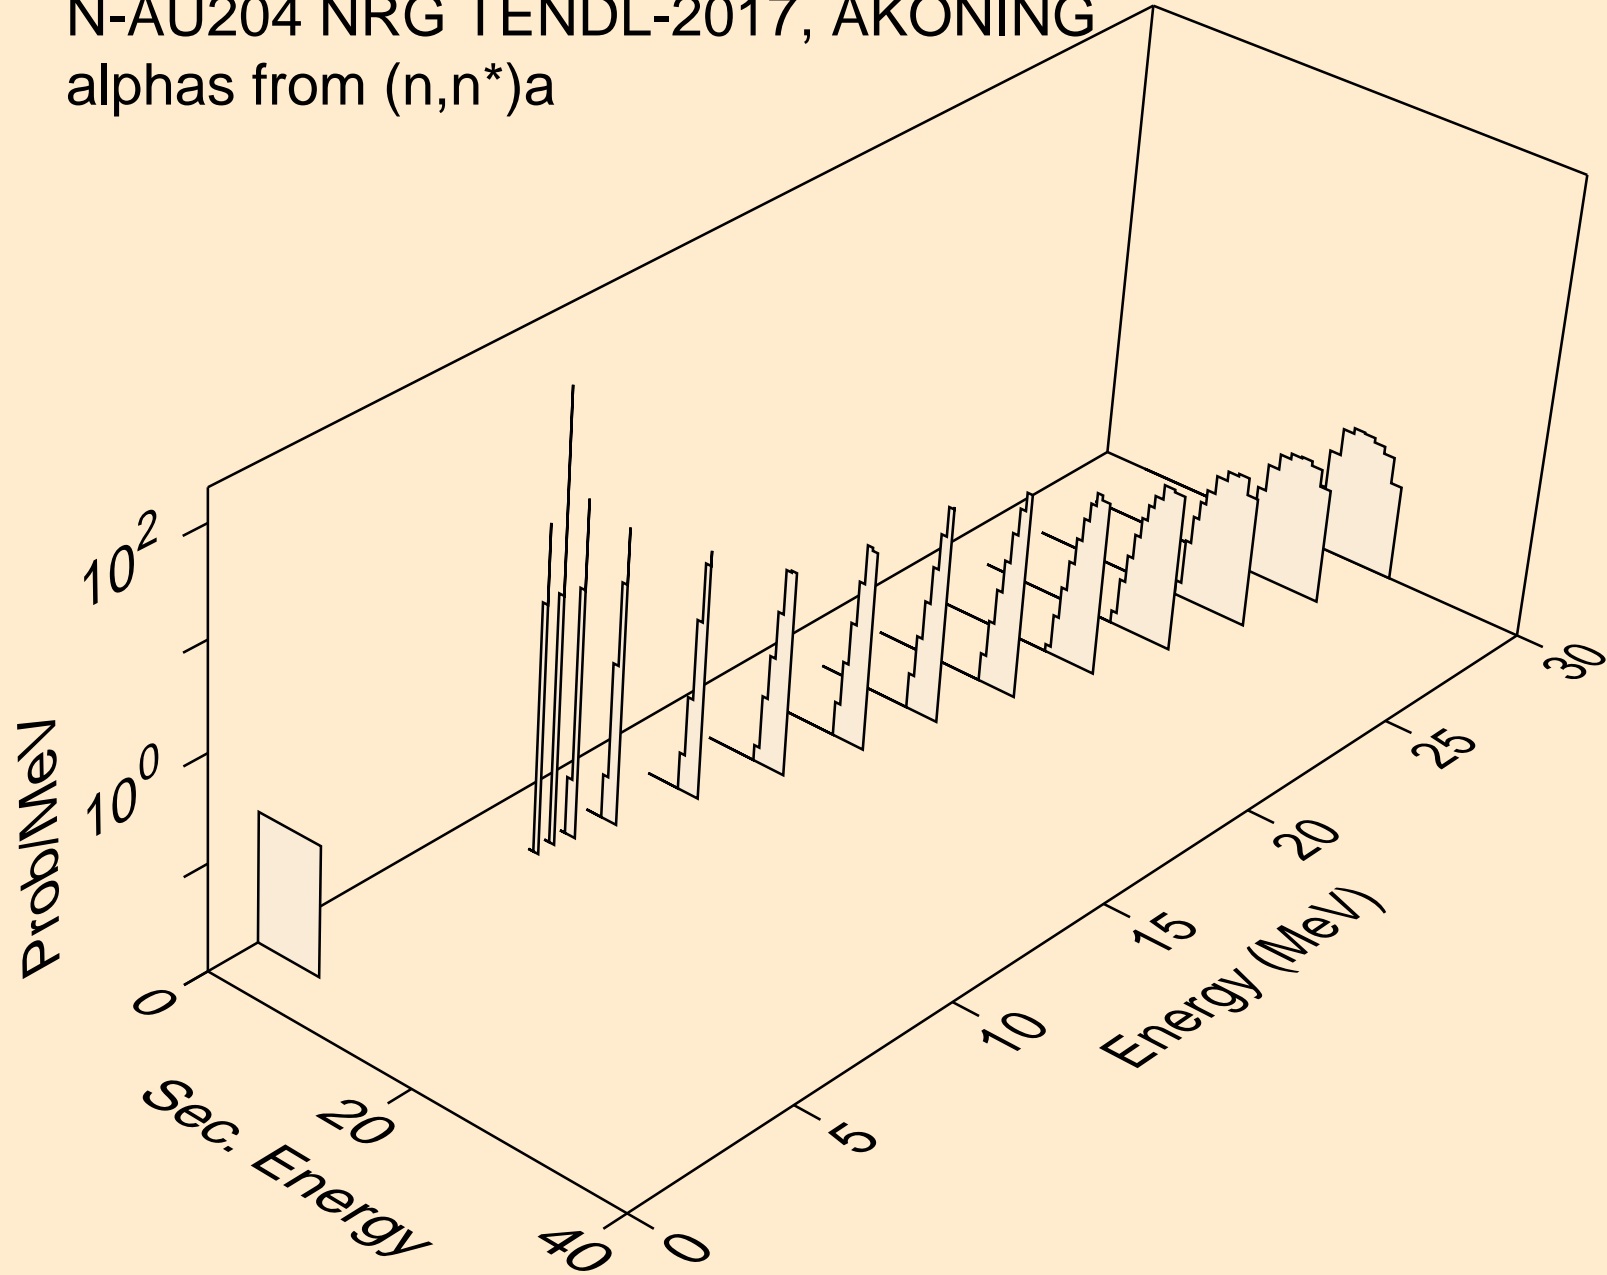 N-AU204 NRG TENDL-2017, AKONING
alphas from (n,n*)a
10^2
10^0
Prob/MeV
0
20
40
Sec. Energy
0
5
10
15
20
25
30
Energy (MeV)